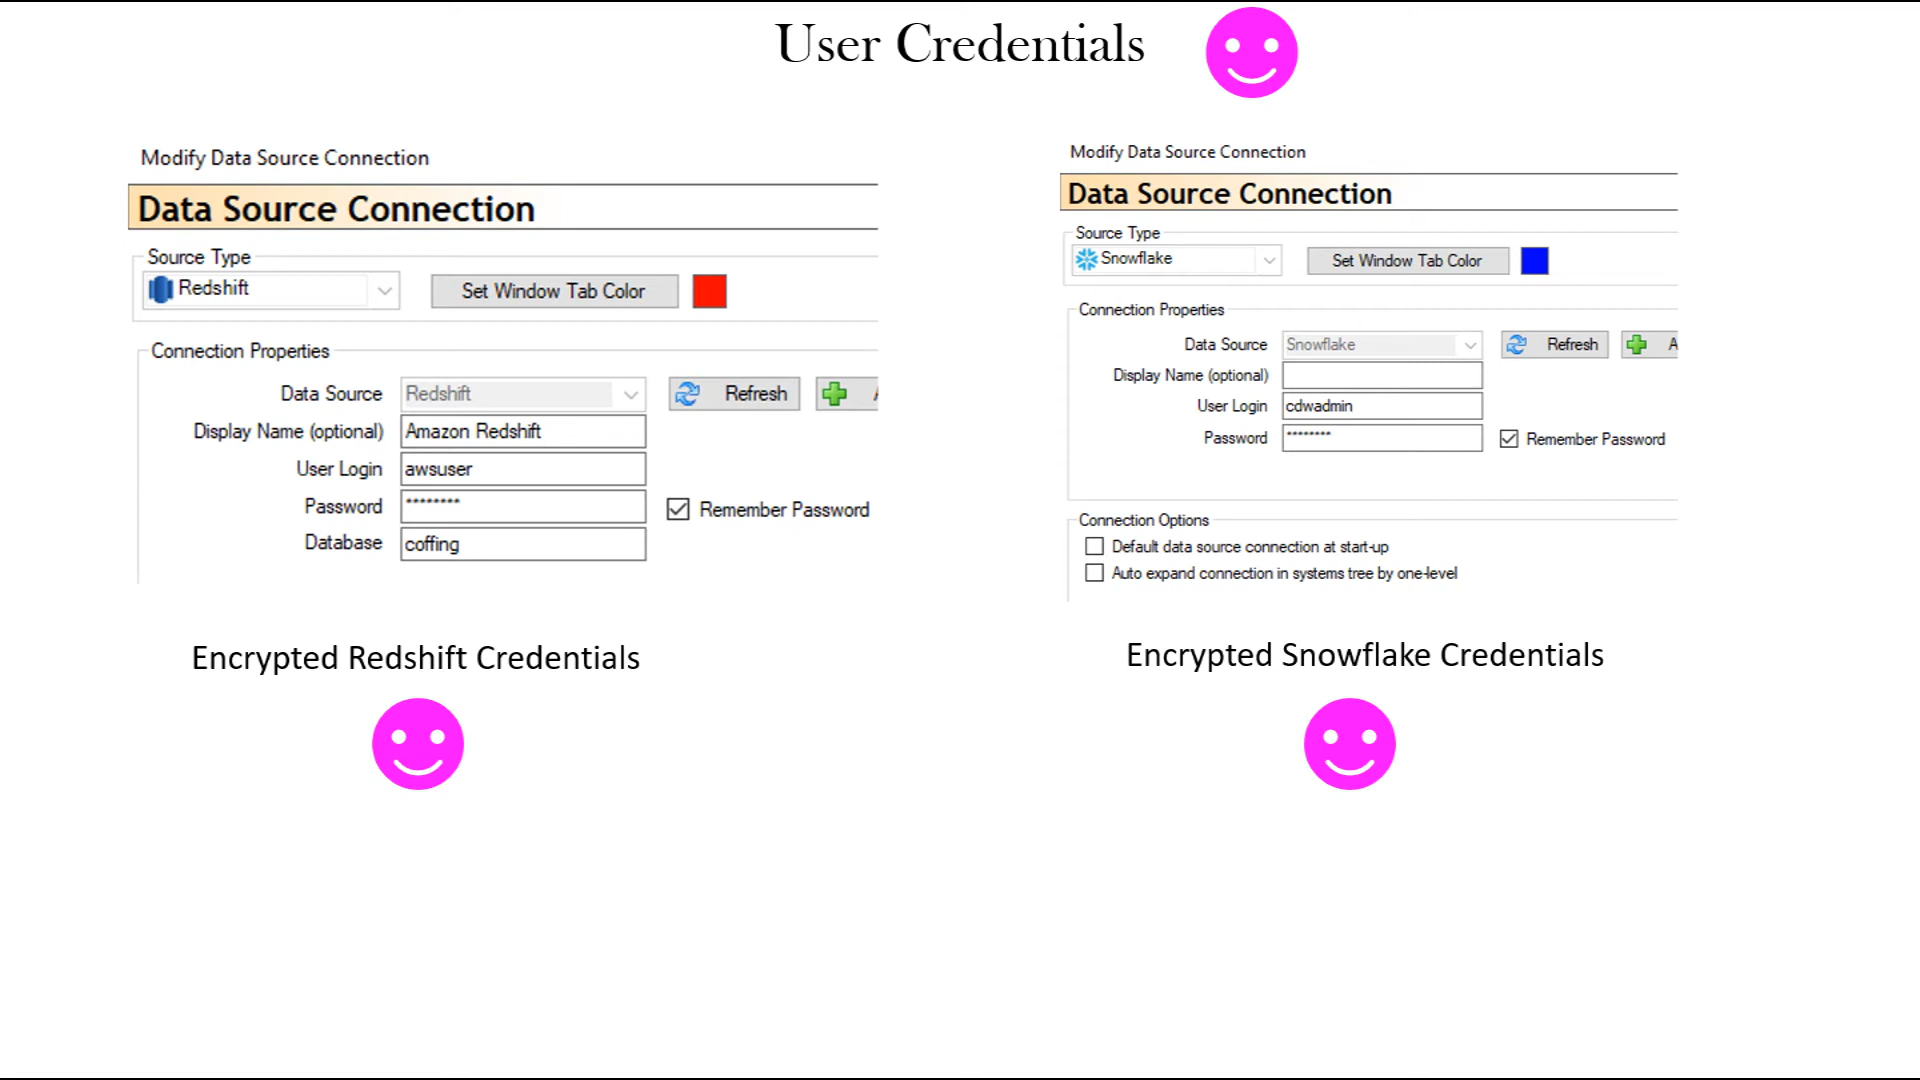 User Credentials
Modify Data Source Connection
Data Source Connection
Source Type
Redshift
Set Window Tab Color
Connection Properties
Data Source Redshift Refresh
Display Name (optional) Amazon Redshift
User Login awsuser
Password ******** Remember Password
Database coffing
Encrypted Redshift Credentials
Modify Data Source Connection
Data Source Connection
Source Type
Snowflake Set Window Tab Color
Connection Properties
Data Source Snowflake Refresh A
Display Name (optional)
User Login cdwadmin
Password ******** Remember Password
Connection Options
Default data source connection at start-up
Auto expand connection in systems tree by one-level
Encrypted Snowflake Credentials